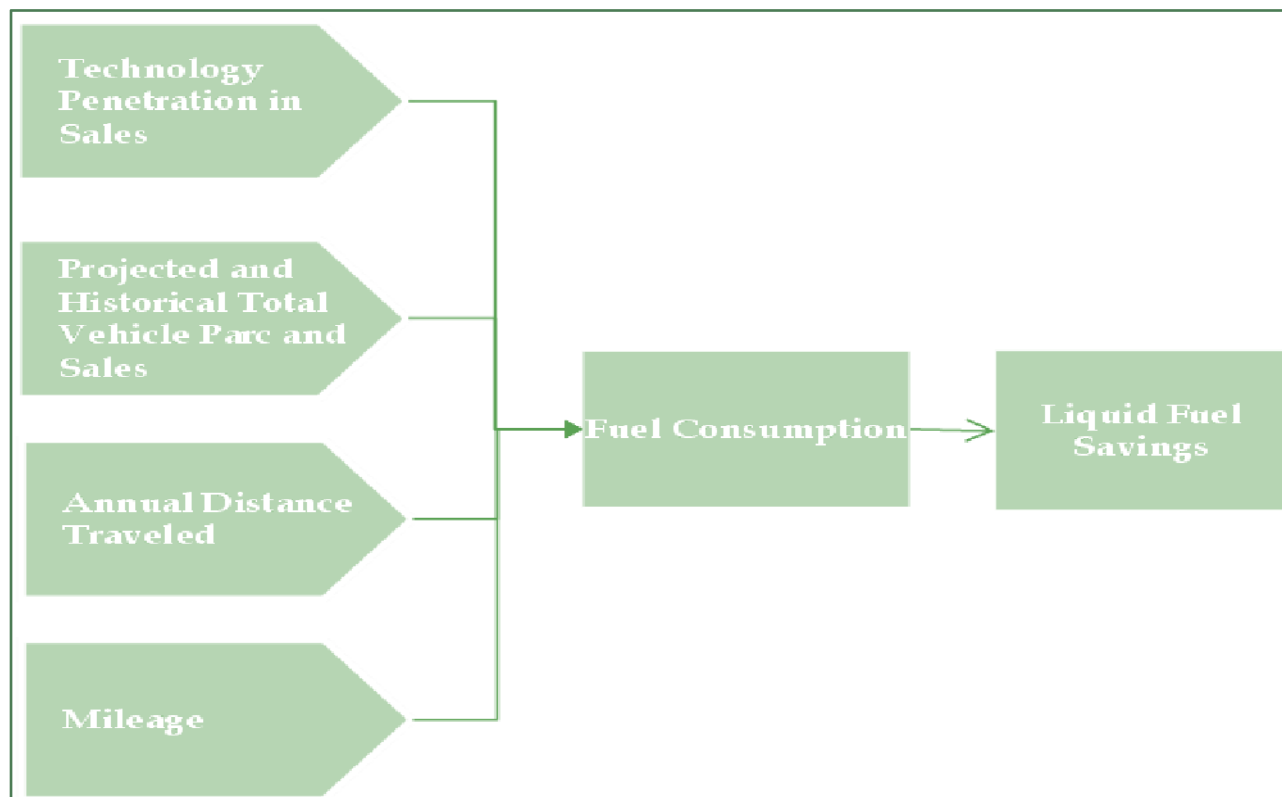 Technology
Penetration in
Sales
Projected and
Historical Total
Vehicle Parc and
Sales
Annual Distance
Traveled
Mileage
Fuel Consumption
Liquid Fuel
Savings